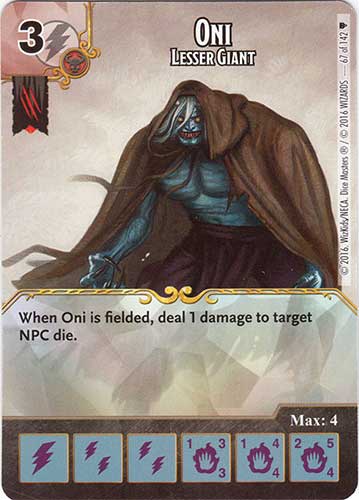 3
ONI
LESSER GIANT
67 of 142
© 2016. WizKids/NECA. Dice Masters ® / © 2016 WIZARDS
When Oni is fielded, deal 1 damage to target
NPC die.
Max: 4
1 3 3
1 4 4
2 5 4